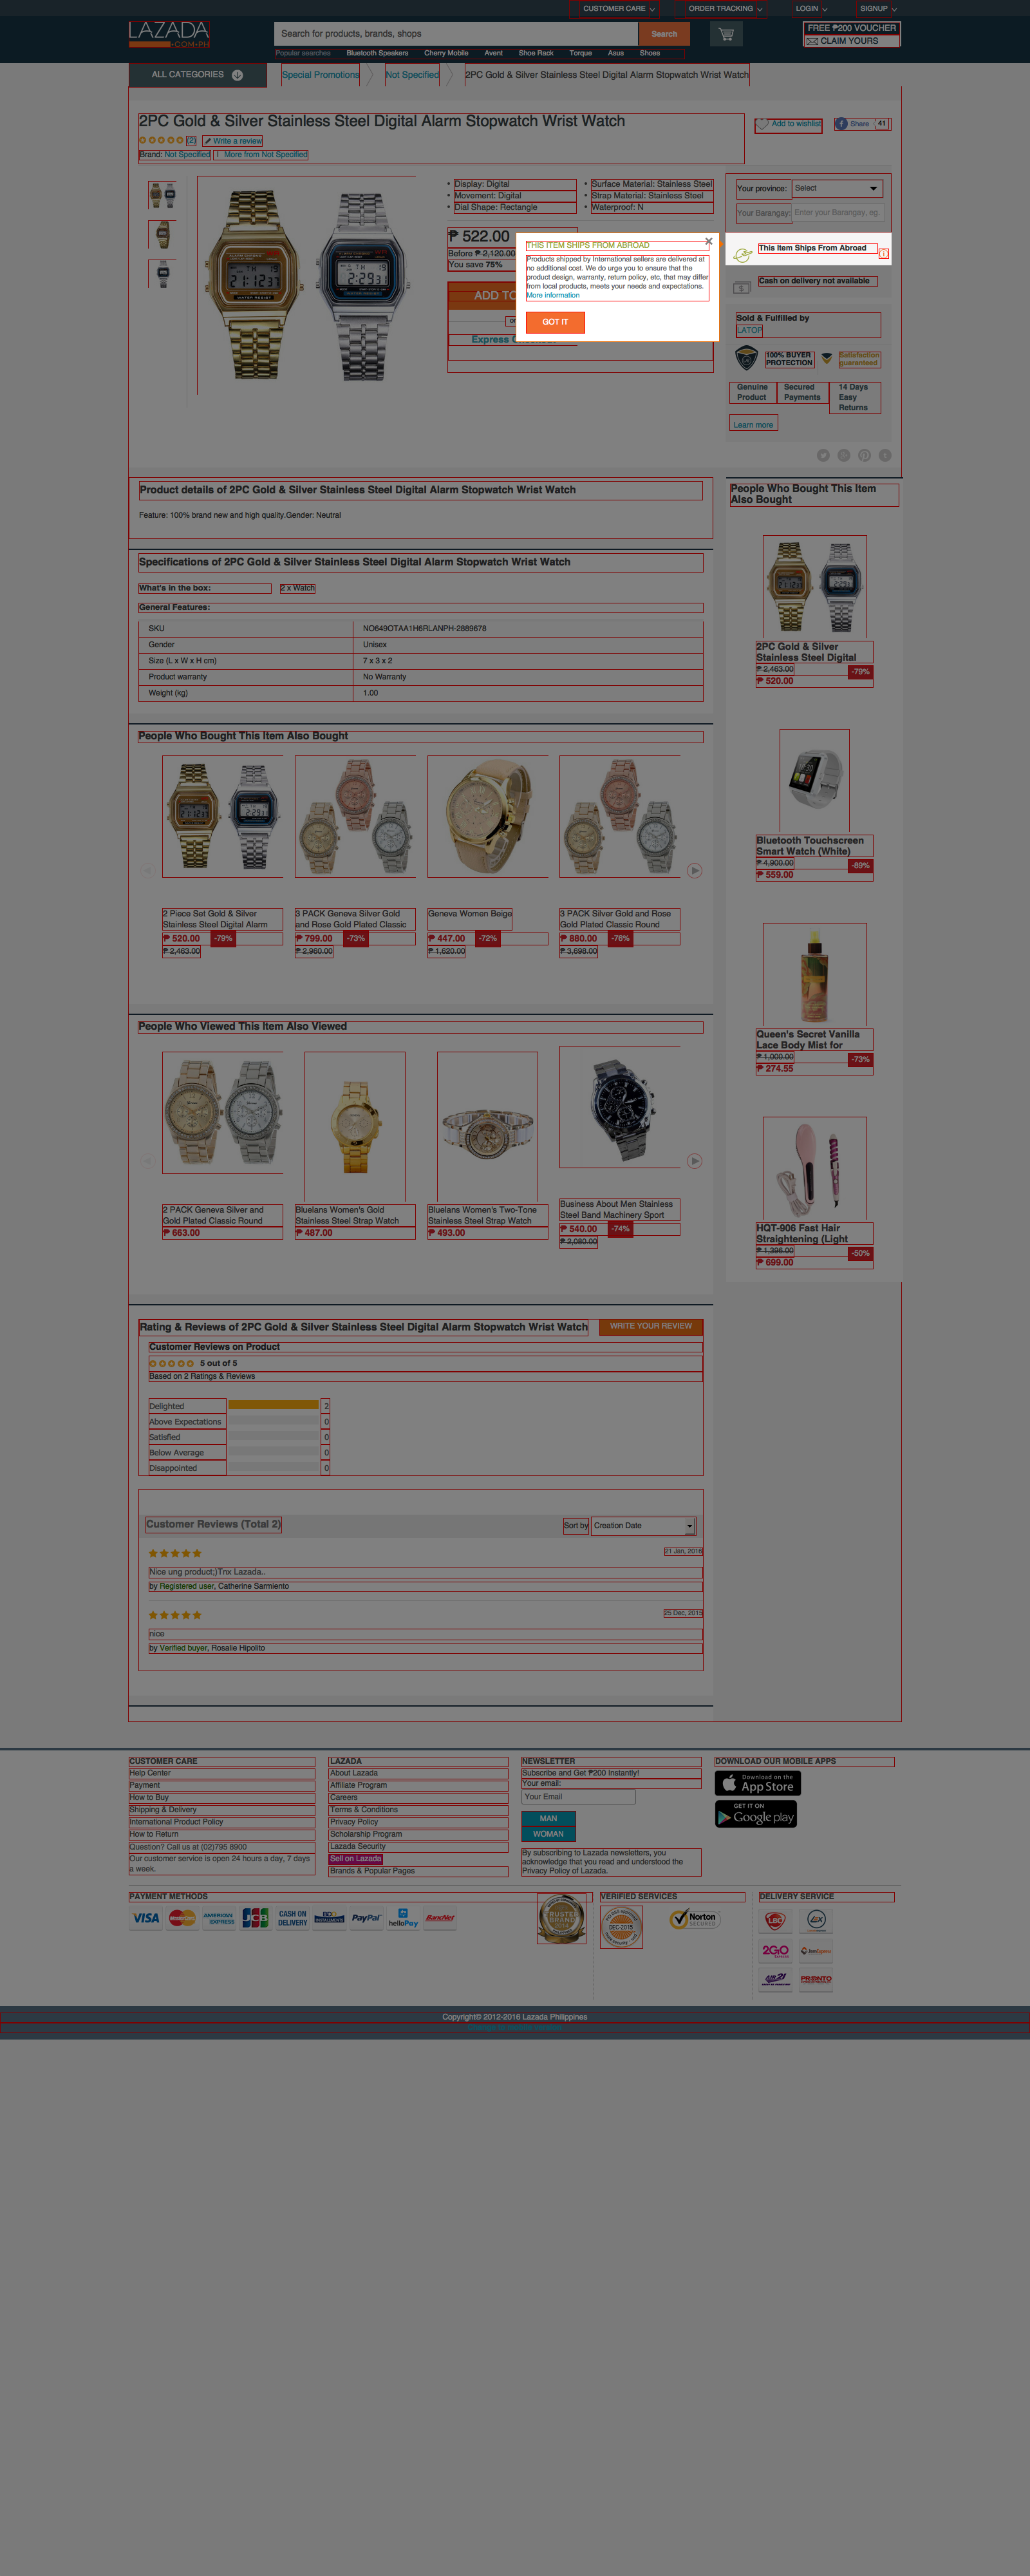 CUSTOMER CARE
ORDER TRACKING
LOGIN
SIGNUP
LAZADA
.COM.PH
Search for products, brands, shops
Search
FREE ₱200 VOUCHER
CLAIM YOURS
Popular searches Bluetooth Speakers Cherry Mobile Avent Shoe Rack Torque Asus Shoes
ALL CATEGORIES
Special Promotions
Not Specified
2PC Gold & Silver Stainless Steel Digital Alarm Stopwatch Wrist Watch
2PC Gold & Silver Stainless Steel Digital Alarm Stopwatch Wrist Watch
(2) Write a review
Brand: Not Specified | More from Not Specified
Add to wishlist
Share 41
Display: Digital
Movement: Digital
Dial Shape: Rectangle
Surface Material: Stainless Steel
Strap Material: Stainless Steel
Waterproof: N
₱ 522.00
Before ₱ 2,120.00
You save 75%
ADD TO
or
Express Checkout
THIS ITEM SHIPS FROM ABROAD
Products shipped by International sellers are delivered at
no additional cost. We do urge you to ensure that the
product design, warranty, return policy, etc, that may differ
from local products, meets your needs and expectations.
More information
GOT IT
Your province: Select
Your Barangay: Enter your Barangay, eg.
This Item Ships From Abroad
Cash on delivery not available
Sold & Fulfilled by
LATOP
100% BUYER
PROTECTION
Satisfaction
guaranteed
Genuine
Product
Secured
Payments
14 Days
Easy
Returns
Learn more
Product details of 2PC Gold & Silver Stainless Steel Digital Alarm Stopwatch Wrist Watch
Feature: 100% brand new and high quality.Gender: Neutral
Specifications of 2PC Gold & Silver Stainless Steel Digital Alarm Stopwatch Wrist Watch
What's in the box: 2 x Watch
General Features:
SKU NO649OTAA1H6RLANPH-2889678
Gender Unisex
Size (L x W x H cm) 7 x 3 x 2
Product warranty No Warranty
Weight (kg) 1.00
People Who Bought This Item
Also Bought
2PC Gold & Silver
Stainless Steel Digital
₱ 2,463.00
-79%
₱ 520.00
Bluetooth Touchscreen
Smart Watch (White)
₱ 4,900.00
-89%
₱ 559.00
Queen's Secret Vanilla
Lace Body Mist for
₱ 1,000.00
-73%
₱ 274.55
HQT-906 Fast Hair
Straightening (Light
₱ 1,396.00
-50%
₱ 699.00
People Who Bought This Item Also Bought
2 Piece Set Gold & Silver
Stainless Steel Digital Alarm
₱ 520.00 -79%
₱ 2,463.00
3 PACK Geneva Silver Gold
and Rose Gold Plated Classic
₱ 799.00 -73%
₱ 2,960.00
Geneva Women Beige
₱ 447.00 -72%
₱ 1,620.00
3 PACK Silver Gold and Rose
Gold Plated Classic Round
₱ 880.00 -76%
₱ 3,698.00
People Who Viewed This Item Also Viewed
2 PACK Geneva Silver and
Gold Plated Classic Round
₱ 663.00
Bluelans Women's Gold
Stainless Steel Strap Watch
₱ 487.00
Bluelans Women's Two-Tone
Stainless Steel Strap Watch
₱ 493.00
Business About Men Stainless
Steel Band Machinery Sport
₱ 540.00 -74%
₱ 2,080.00
Rating & Reviews of 2PC Gold & Silver Stainless Steel Digital Alarm Stopwatch Wrist Watch
WRITE YOUR REVIEW
Customer Reviews on Product
5 out of 5
Based on 2 Ratings & Reviews
Delighted 2
Above Expectations 0
Satisfied 0
Below Average 0
Disappointed 0
Customer Reviews (Total 2)
Sort by Creation Date
21 Jan, 2016
Nice ung product;)Tnx Lazada..
by Registered user, Catherine Sarmiento
25 Dec, 2015
nice
by Verified buyer, Rosalie Hipolito
CUSTOMER CARE
Help Center
Payment
How to Buy
Shipping & Delivery
International Product Policy
How to Return
Question? Call us at (02)795 8900
Our customer service is open 24 hours a day, 7 days
a week.
LAZADA
About Lazada
Affiliate Program
Careers
Terms & Conditions
Privacy Policy
Scholarship Program
Lazada Security
Sell on Lazada
Brands & Popular Pages
NEWSLETTER
Subscribe and Get ₱200 Instantly!
Your email:
Your Email
MAN
WOMAN
By subscribing to Lazada newsletters, you
acknowledge that you read and understood the
Privacy Policy of Lazada.
DOWNLOAD OUR MOBILE APPS
Download on the
App Store
GET IT ON
Google play
PAYMENT METHODS
VISA
MasterCard
AMERICAN
EXPRESS
JCB
CASH ON
DELIVERY
BDO
INSTALLMENTS
PayPal
helloPay
BancNet
TRUSTED
BRAND
VERIFIED SERVICES
DEC-2015
Norton
SECURED
DELIVERY SERVICE
LBC
LEX
2GO
JamExpress
AIR21
PRONTO
Copyright© 2012-2016 Lazada Philippines